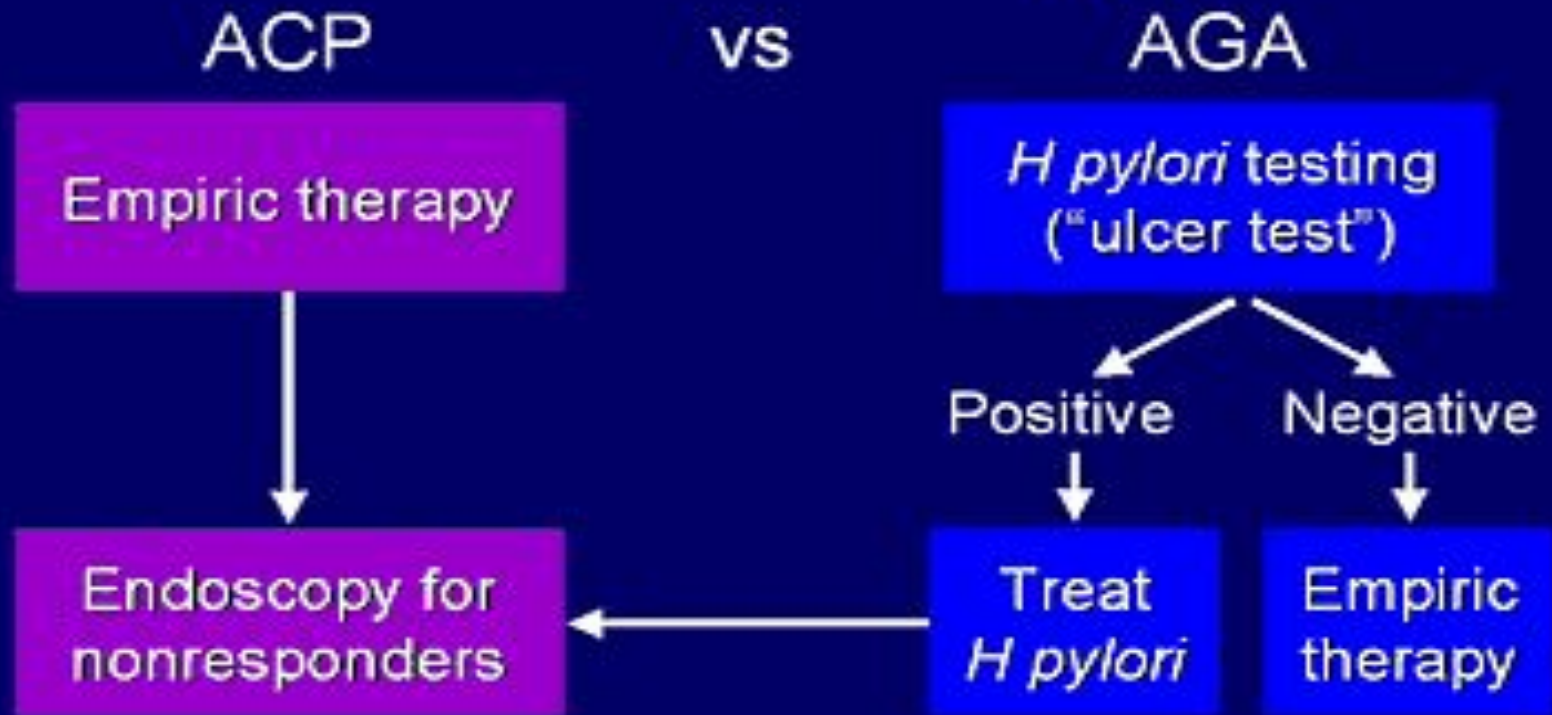 ACP vs AGA
Empiric therapy
H pylori testing
("ulcer test")
Positive
Negative
Endoscopy for
nonresponders
Treat
H pylori
Empiric
therapy